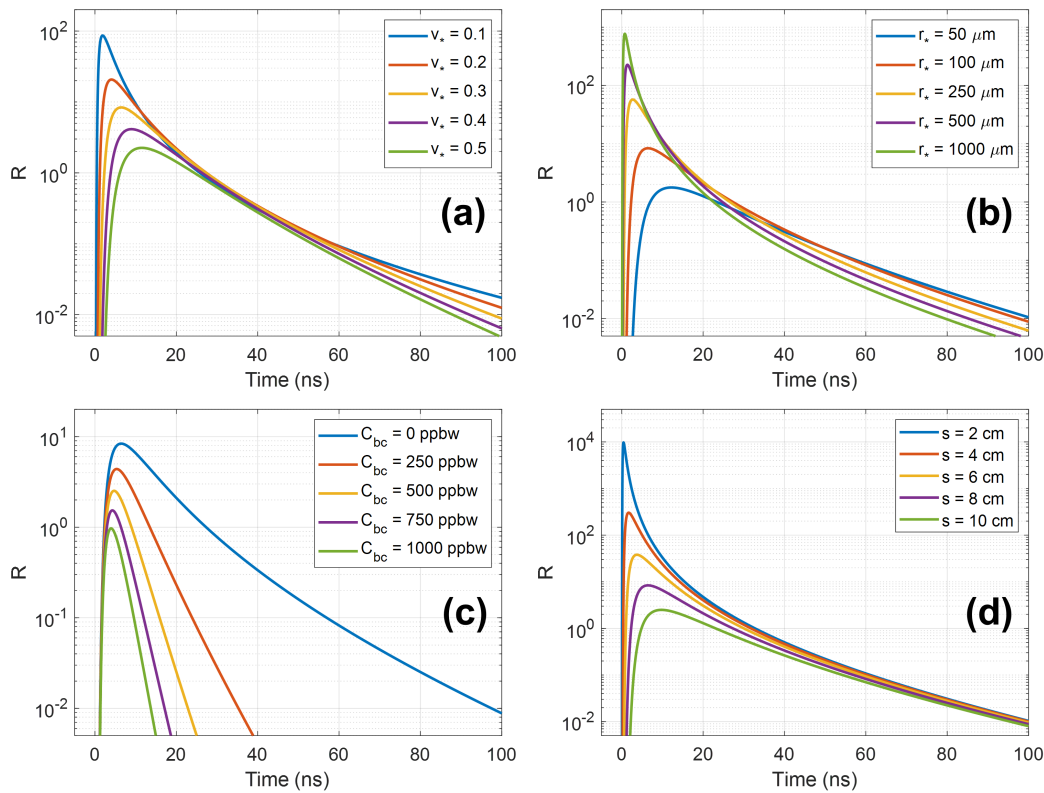 10²
10⁰
10⁻²
R
0
20
40
60
80
100
Time (ns)
v* = 0.1
v* = 0.2
v* = 0.3
v* = 0.4
v* = 0.5
(a)
10²
10⁰
10⁻²
R
0
20
40
60
80
100
Time (ns)
r* = 50 μm
r* = 100 μm
r* = 250 μm
r* = 500 μm
r* = 1000 μm
(b)
10¹
10⁰
10⁻¹
10⁻²
R
0
20
40
60
80
100
Time (ns)
C_bc = 0 ppbw
C_bc = 250 ppbw
C_bc = 500 ppbw
C_bc = 750 ppbw
C_bc = 1000 ppbw
(c)
10⁴
10²
10⁰
10⁻²
R
0
20
40
60
80
100
Time (ns)
s = 2 cm
s = 4 cm
s = 6 cm
s = 8 cm
s = 10 cm
(d)